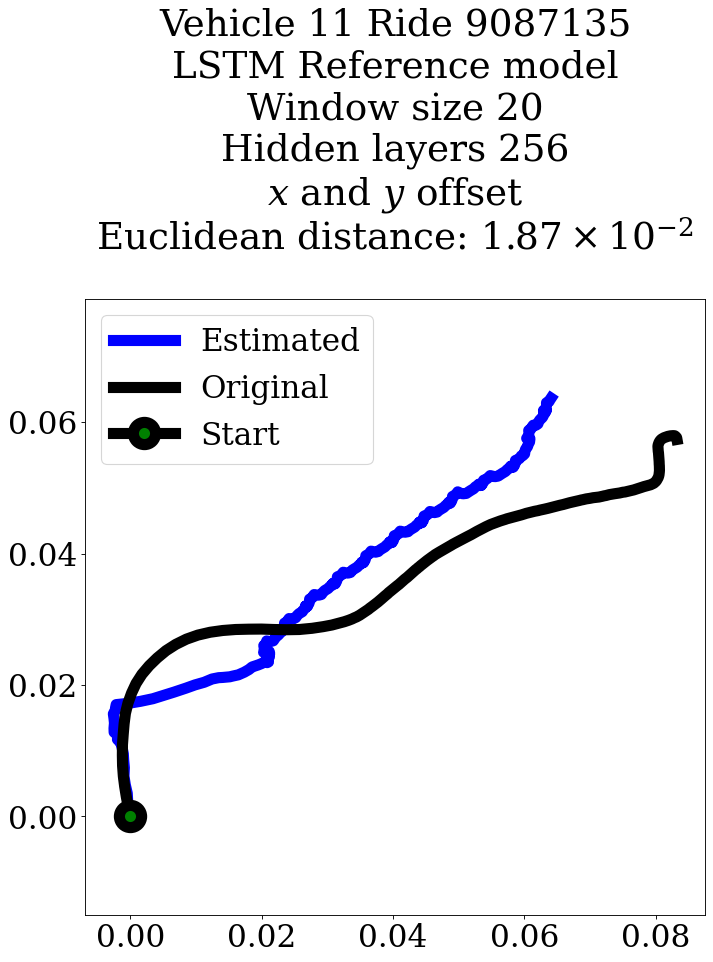 Vehicle 11 Ride 9087135
LSTM Reference model
Window size 20
Hidden layers 256
x and y offset
Euclidean distance: 1.87 × 10⁻²
Estimated
Original
Start
0.06
0.04
0.02
0.00
0.00 0.02 0.04 0.06 0.08